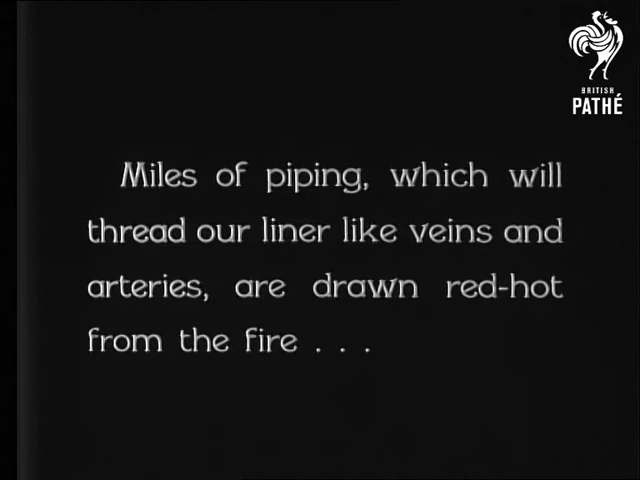 BRITISH
PATHÉ
Miles of piping, which will
thread our liner like veins and
arteries, are drawn red-hot
from the fire . . .